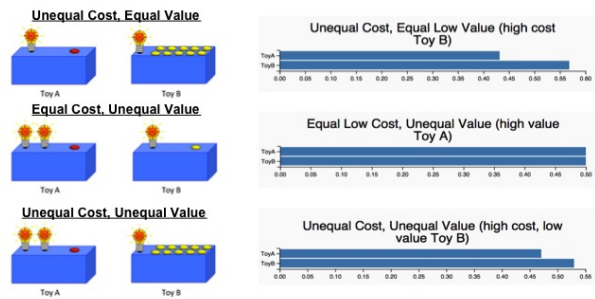 Unequal Cost, Equal Value
Toy A
Toy B
Unequal Cost, Equal Low Value (high cost
Toy B)
ToyA
ToyB
0.00 0.05 0.10 0.15 0.20 0.25 0.30 0.35 0.40 0.45 0.50 0.55 0.60
Equal Cost, Unequal Value
Toy A
Toy B
Equal Low Cost, Unequal Value (high value
Toy A)
ToyA
ToyB
0.00 0.05 0.10 0.15 0.20 0.25 0.30 0.35 0.40 0.45 0.50
Unequal Cost, Unequal Value
Toy A
Toy B
Unequal Cost, Unequal Value (high cost, low
value Toy B)
ToyA
ToyB
0.00 0.05 0.10 0.15 0.20 0.25 0.30 0.35 0.40 0.45 0.50 0.55